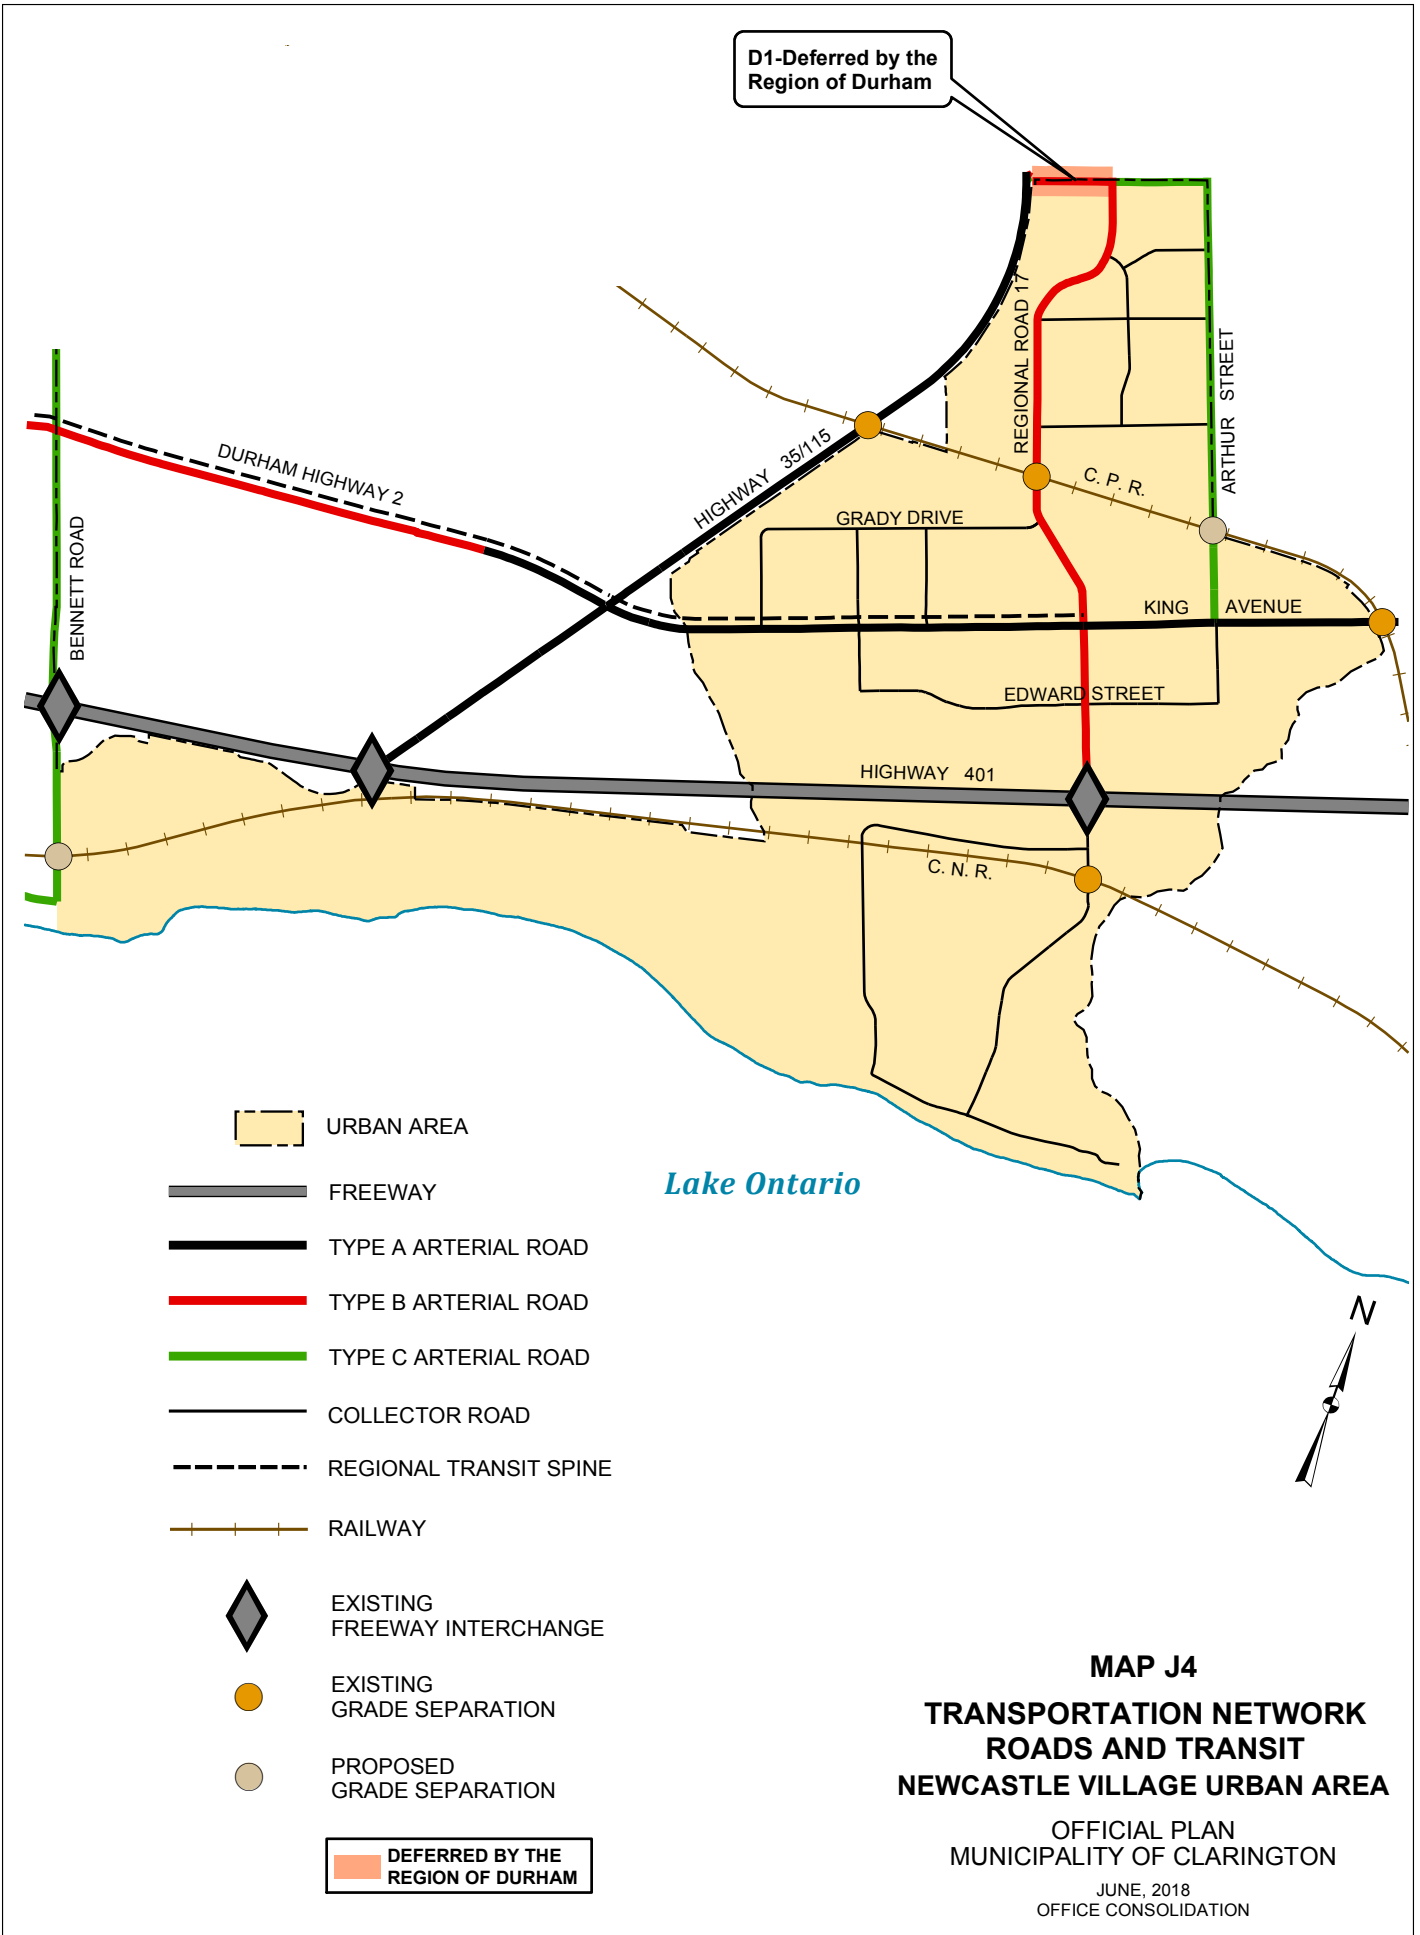 D1-Deferred by the
Region of Durham
REGIONAL ROAD 17
ARTHUR STREET
DURHAM HIGHWAY 2
HIGHWAY 35/115
C. P. R.
GRADY DRIVE
BENNETT ROAD
KING AVENUE
EDWARD STREET
HIGHWAY 401
C. N. R.
Lake Ontario
N
URBAN AREA
FREEWAY
TYPE A ARTERIAL ROAD
TYPE B ARTERIAL ROAD
TYPE C ARTERIAL ROAD
COLLECTOR ROAD
REGIONAL TRANSIT SPINE
RAILWAY
EXISTING
FREEWAY INTERCHANGE
EXISTING
GRADE SEPARATION
PROPOSED
GRADE SEPARATION
DEFERRED BY THE
REGION OF DURHAM
MAP J4
TRANSPORTATION NETWORK
ROADS AND TRANSIT
NEWCASTLE VILLAGE URBAN AREA
OFFICIAL PLAN
MUNICIPALITY OF CLARINGTON
JUNE, 2018
OFFICE CONSOLIDATION